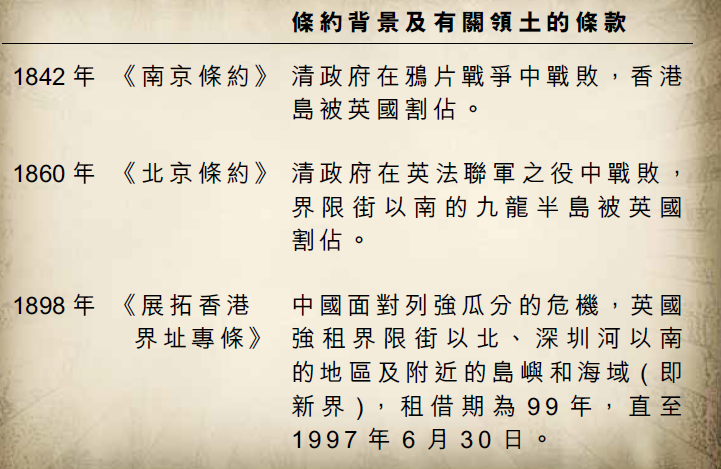 條約背景及有關領土的條款
1842 年 《南京條約》 清政府在鴉片戰爭中戰敗，香港
島被英國割佔。
1860 年 《北京條約》 清政府在英法聯軍之役中戰敗，
界限街以南的九龍半島被英國
割佔。
1898 年 《展拓香港 中國面對列強瓜分的危機，英國
界址專條》 強租界限街以北、深圳河以南
的地區及附近的島嶼和海域（即
新界），租借期為 99 年，直至
1997 年 6 月 30 日。